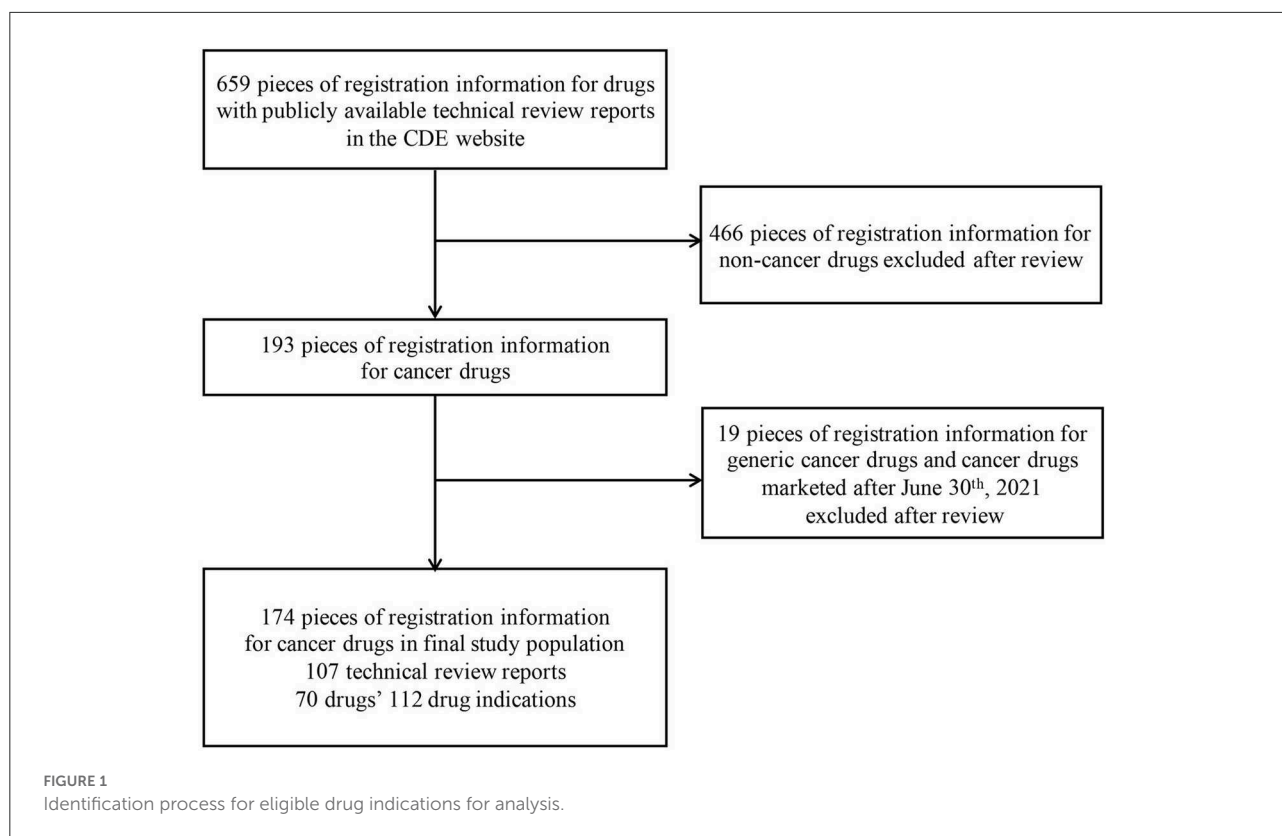 659 pieces of registration information for drugs
with publicly available technical review reports
in the CDE website
466 pieces of registration information for
non-cancer drugs excluded after review
193 pieces of registration information
for cancer drugs
19 pieces of registration information for
generic cancer drugs and cancer drugs
marketed after June 30th, 2021
excluded after review
174 pieces of registration information
for cancer drugs in final study population
107 technical review reports
70 drugs’ 112 drug indications
FIGURE 1
Identification process for eligible drug indications for analysis.